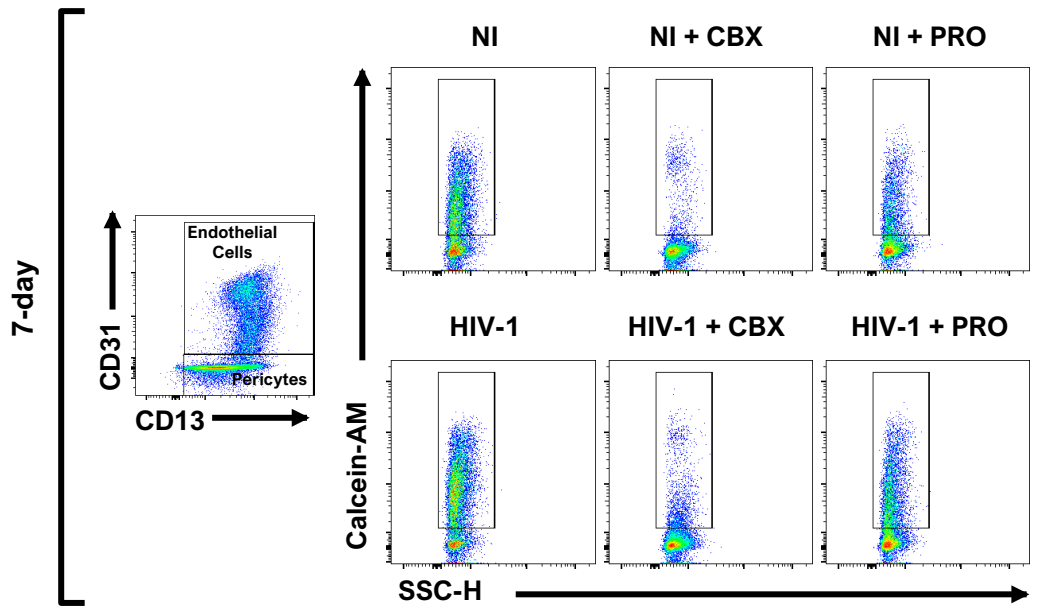 7-day
CD31
Endothelial
Cells
Pericytes
CD13
NI
NI + CBX
NI + PRO
HIV-1
HIV-1 + CBX
HIV-1 + PRO
Calcein-AM
SSC-H